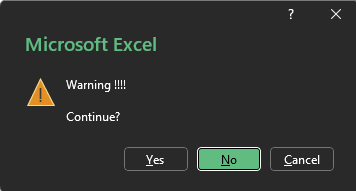 ?
Microsoft Excel
Warning !!!!
Continue?
Yes No Cancel